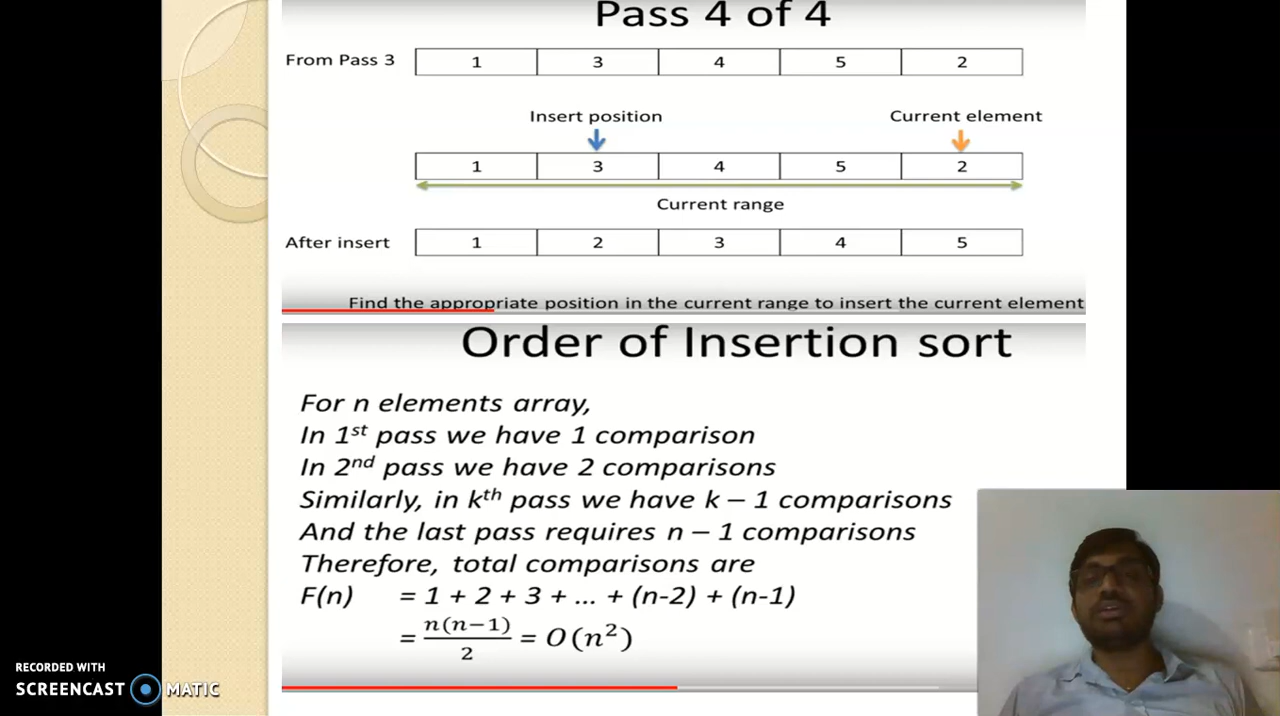 Pass 4 of 4
From Pass 3 1 3 4 5 2
Insert position Current element
1 3 4 5 2
Current range
After insert 1 2 3 4 5
Find the appropriate position in the current range to insert the current element
Order of Insertion sort
For n elements array,
In 1st pass we have 1 comparison
In 2nd pass we have 2 comparisons
Similarly, in kth pass we have k – 1 comparisons
And the last pass requires n – 1 comparisons
Therefore, total comparisons are
F(n) = 1 + 2 + 3 + ... + (n-2) + (n-1)
= n(n−1)/2 = O(n²)
RECORDED WITH
SCREENCAST MATIC